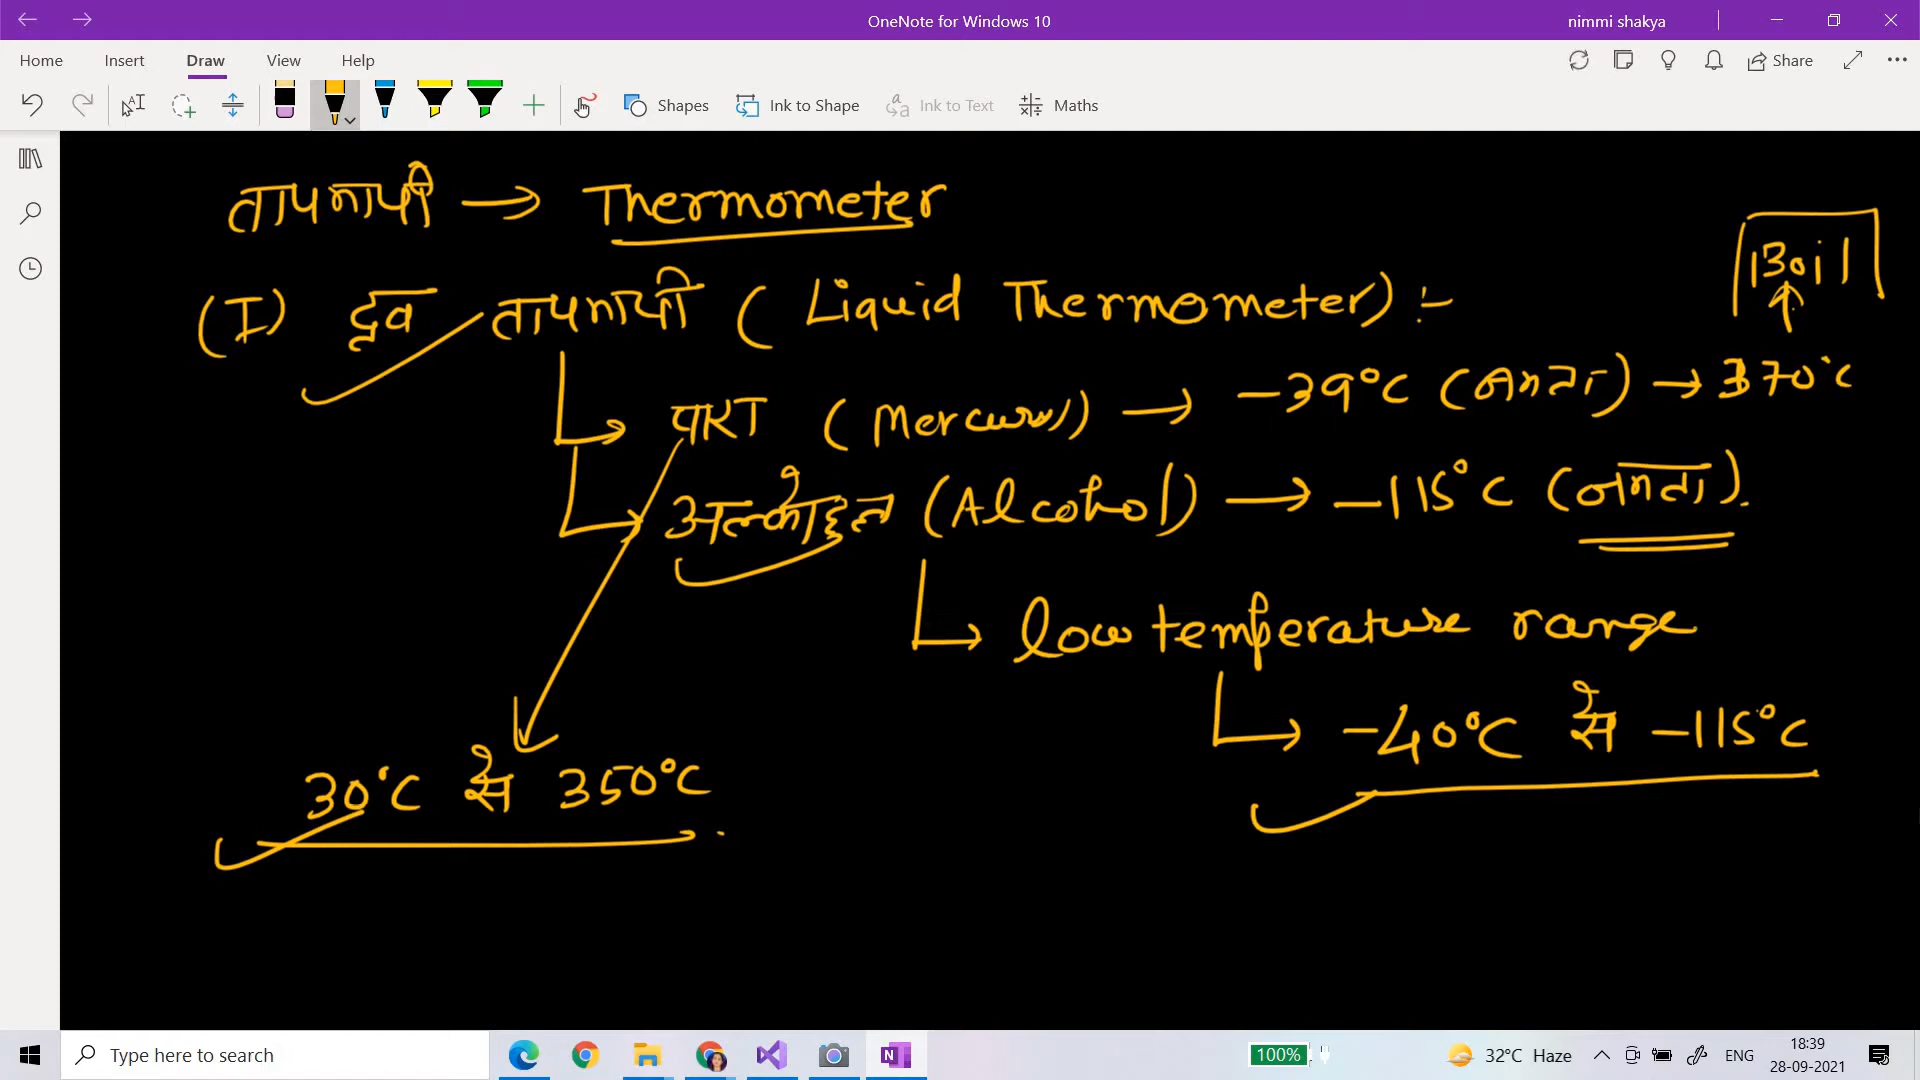 OneNote for Windows 10
nimmi shakya
Home Insert Draw View Help
Share
Shapes Ink to Shape Ink to Text Maths
तापमापी → Thermometer
(I) द्रव तापमापी ( Liquid Thermometer) :-
Boil
→ पारा ( Mercury) → -39°C (जमता) → 370°C
→ अल्कोहल (Alcohol) → -115°C (जमता).
→ low temperature range
→ -40°C से -115°C
30°C से 350°C
Type here to search
100%
32°C Haze
ENG
18:39
28-09-2021